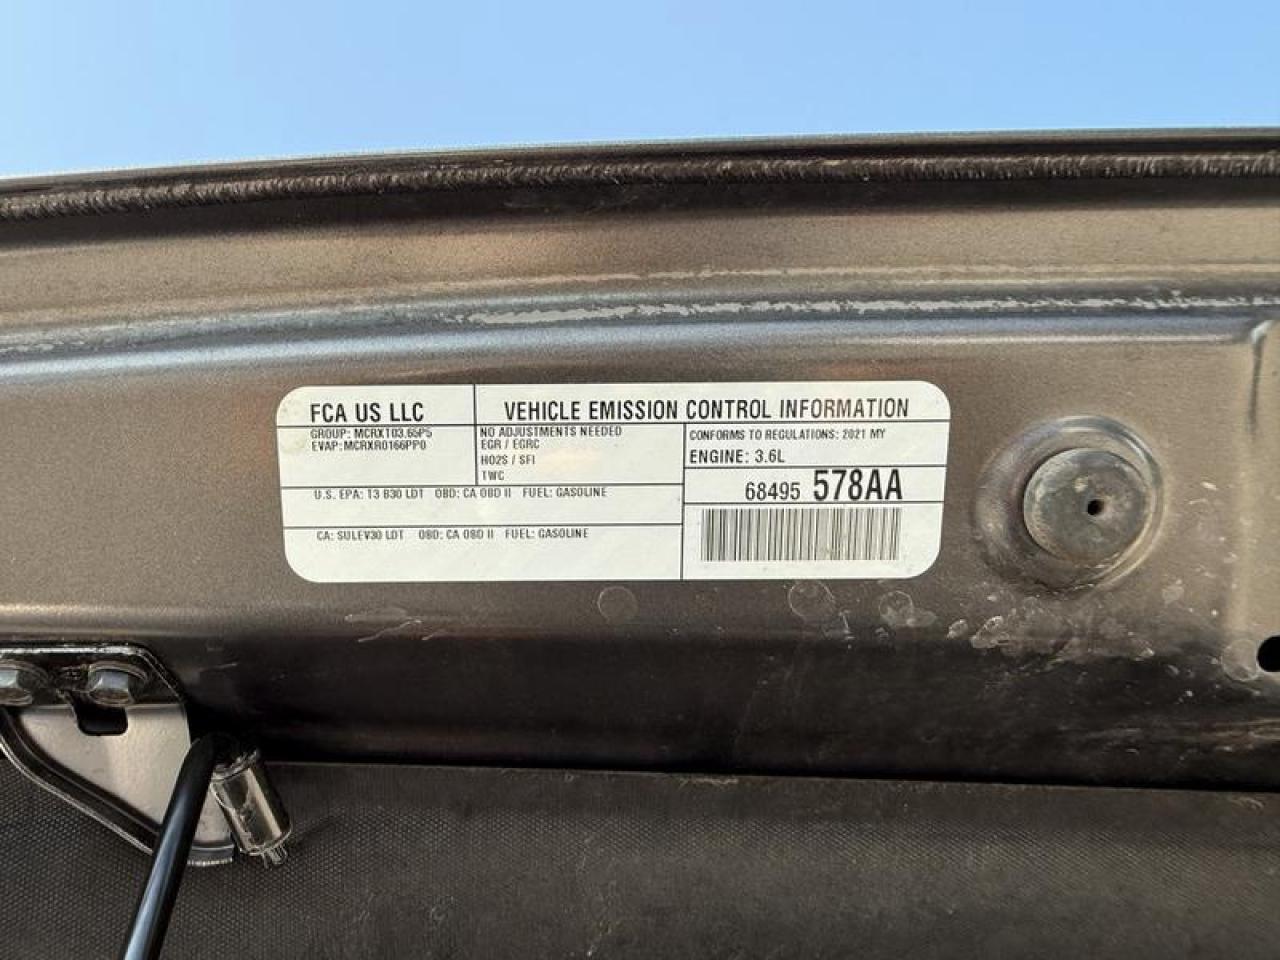 FCA US LLC
GROUP: MCRXT03.65P5
EVAP: MCRXR0166PP0
VEHICLE EMISSION CONTROL INFORMATION
NO ADJUSTMENTS NEEDED
EGR / EGRC
HO2S / SFI
TWC
CONFORMS TO REGULATIONS: 2021 MY
ENGINE: 3.6L
68495 578AA
U.S. EPA: T3 B30 LDT OBD: CA OBD II FUEL: GASOLINE
CA: SULEV30 LDT OBD: CA OBD II FUEL: GASOLINE